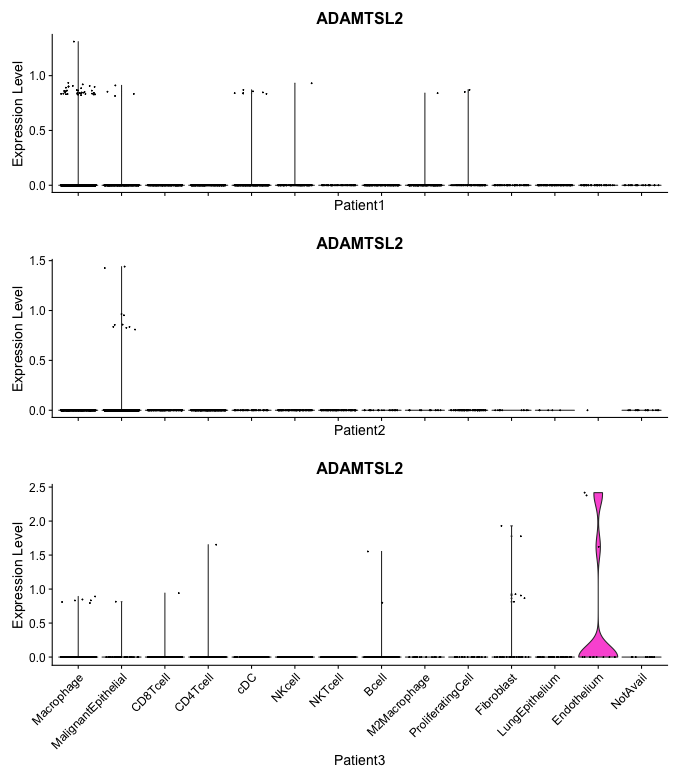 ADAMTSL2
Expression Level
1.0
0.5
0.0
Patient1
ADAMTSL2
Expression Level
1.5
1.0
0.5
0.0
Patient2
ADAMTSL2
Expression Level
2.5
2.0
1.5
1.0
0.5
0.0
Macrophage
MalignantEpithelial
CD8Tcell
CD4Tcell
cDC
NKcell
NKTcell
Bcell
M2Macrophage
ProliferatingCell
Fibroblast
LungEpithelium
Endothelium
NotAvail
Patient3